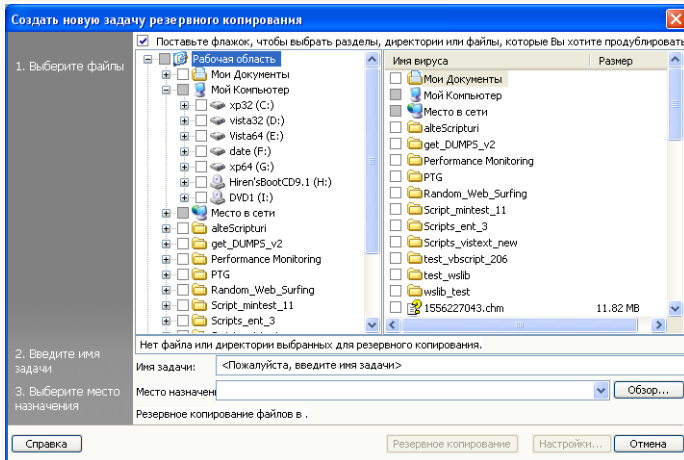 Создать новую задачу резервного копирования
Поставьте флажок, чтобы выбрать разделы, директории или файлы, которые Вы хотите продублировать
1. Выберите файлы
Рабочая область
Мои Документы
Мой Компьютер
xp32 (C:)
vista32 (D:)
Vista64 (E:)
date (F:)
xp64 (G:)
Hiren'sBootCD9.1 (H:)
DVD1 (I:)
Место в сети
alteScripturi
get_DUMPS_v2
Performance Monitoring
PTG
Random_Web_Surfing
Script_mintest_11
Scripts_ent_3
Имя вируса Размер
Мои Документы
Мой Компьютер
Место в сети
alteScripturi
get_DUMPS_v2
Performance Monitoring
PTG
Random_Web_Surfing
Script_mintest_11
Scripts_ent_3
Scripts_vistext_new
test_vbscript_206
test_wslib
wslib_test
1556227043.chm 11.82 MB
Нет файла или директории выбранных для резервного копирования.
2. Введите имя
задачи
Имя задачи: <Пожалуйста, введите имя задачи>
3. Выберите место
назначения
Место назначен Обзор...
Резервное копирование файлов в .
Справка Резервное копирование Настройки... Отмена